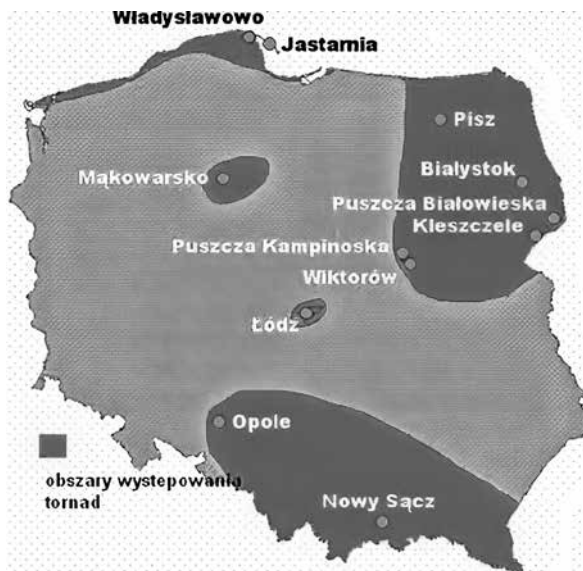 Władysławowo
Jastarnia
Pisz
Mąkowarsko
Białystok
Puszcza Białowieska
Kleszczele
Puszcza Kampinoska
Wiktorów
Łódź
Opole
obszary wystepowania
tornad
Nowy Sącz